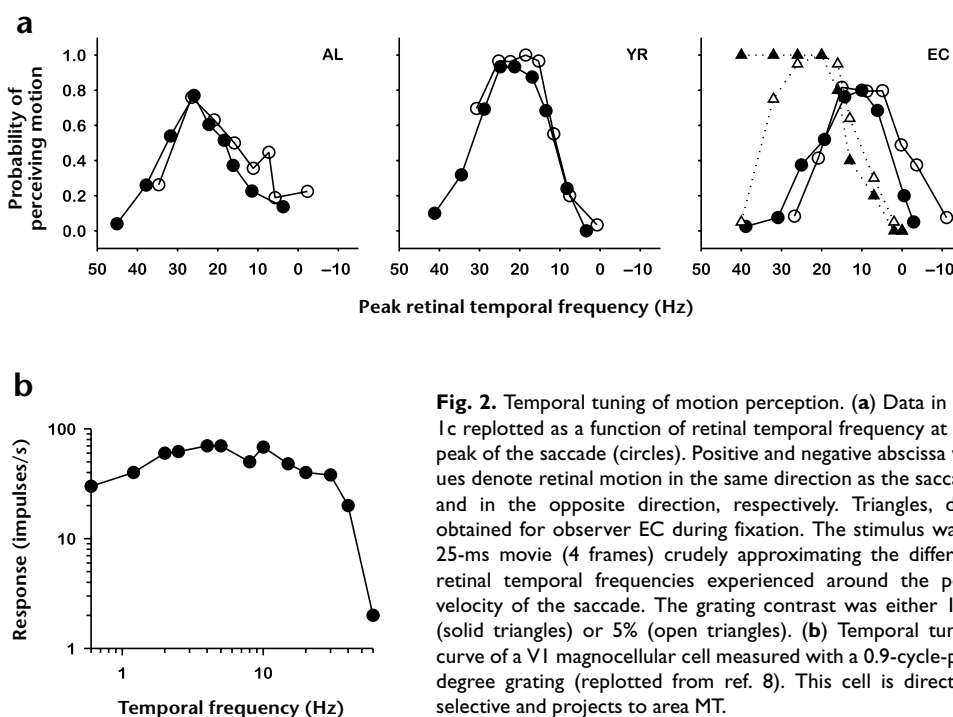 a
Probability of
perceiving motion
1.0
0.8
0.6
0.4
0.2
0.0
AL
YR
EC
50 40 30 20 10 0 –10
50 40 30 20 10 0 –10
50 40 30 20 10 0 –10
Peak retinal temporal frequency (Hz)
b
Response (impulses/s)
100
10
1
1 10
Temporal frequency (Hz)
Fig. 2. Temporal tuning of motion perception. (a) Data in
1c replotted as a function of retinal temporal frequency at
peak of the saccade (circles). Positive and negative abscissa v
ues denote retinal motion in the same direction as the sacca
and in the opposite direction, respectively. Triangles, d
obtained for observer EC during fixation. The stimulus wa
25-ms movie (4 frames) crudely approximating the differ
retinal temporal frequencies experienced around the pe
velocity of the saccade. The grating contrast was either 1
(solid triangles) or 5% (open triangles). (b) Temporal tun
curve of a V1 magnocellular cell measured with a 0.9-cycle-p
degree grating (replotted from ref. 8). This cell is direct
selective and projects to area MT.